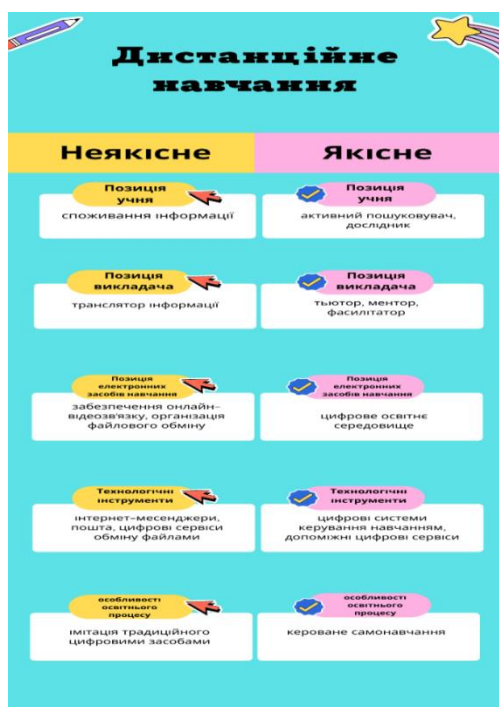 Дистанційне
навчання
Неякісне
Якісне
Позиція
учня
споживання інформації
Позиція
учня
активний пошуковувач,
дослідник
Позиція
викладача
транслятор інформації
Позиція
викладача
тьютор, ментор,
фасилітатор
Позиція
електронних
засобів навчання
забезпечення онлайн-
відеозв'язку, організація
файлового обміну
Позиція
електронних
засобів навчання
цифрове освітнє
середовище
Технологічні
інструменти
інтернет-месенджери,
пошта, цифрові сервіси
обміну файлами
Технологічні
інструменти
цифрові системи
керування навчанням,
допоміжні цифрові сервіси
особливості
освітнього
процесу
імітація традиційного
цифровими засобами
особливості
освітнього
процесу
кероване самонавчання